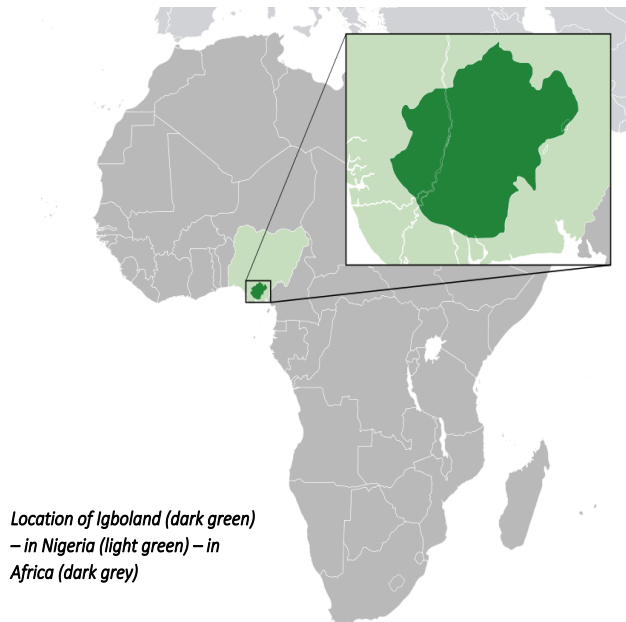 Location of Igboland (dark green)
– in Nigeria (light green) – in
Africa (dark grey)